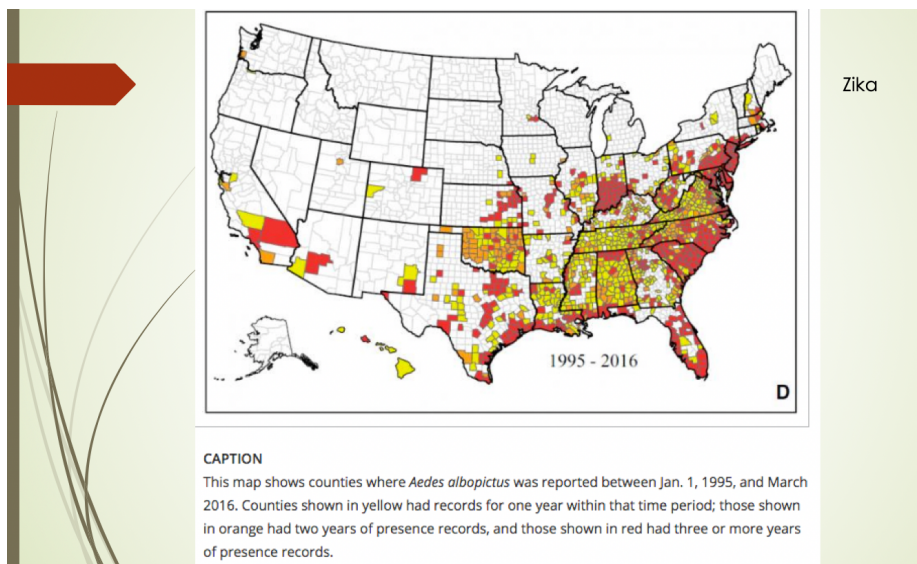 Zika
1995 - 2016
D
CAPTION
This map shows counties where Aedes albopictus was reported between Jan. 1, 1995, and March
2016. Counties shown in yellow had records for one year within that time period; those shown
in orange had two years of presence records, and those shown in red had three or more years
of presence records.